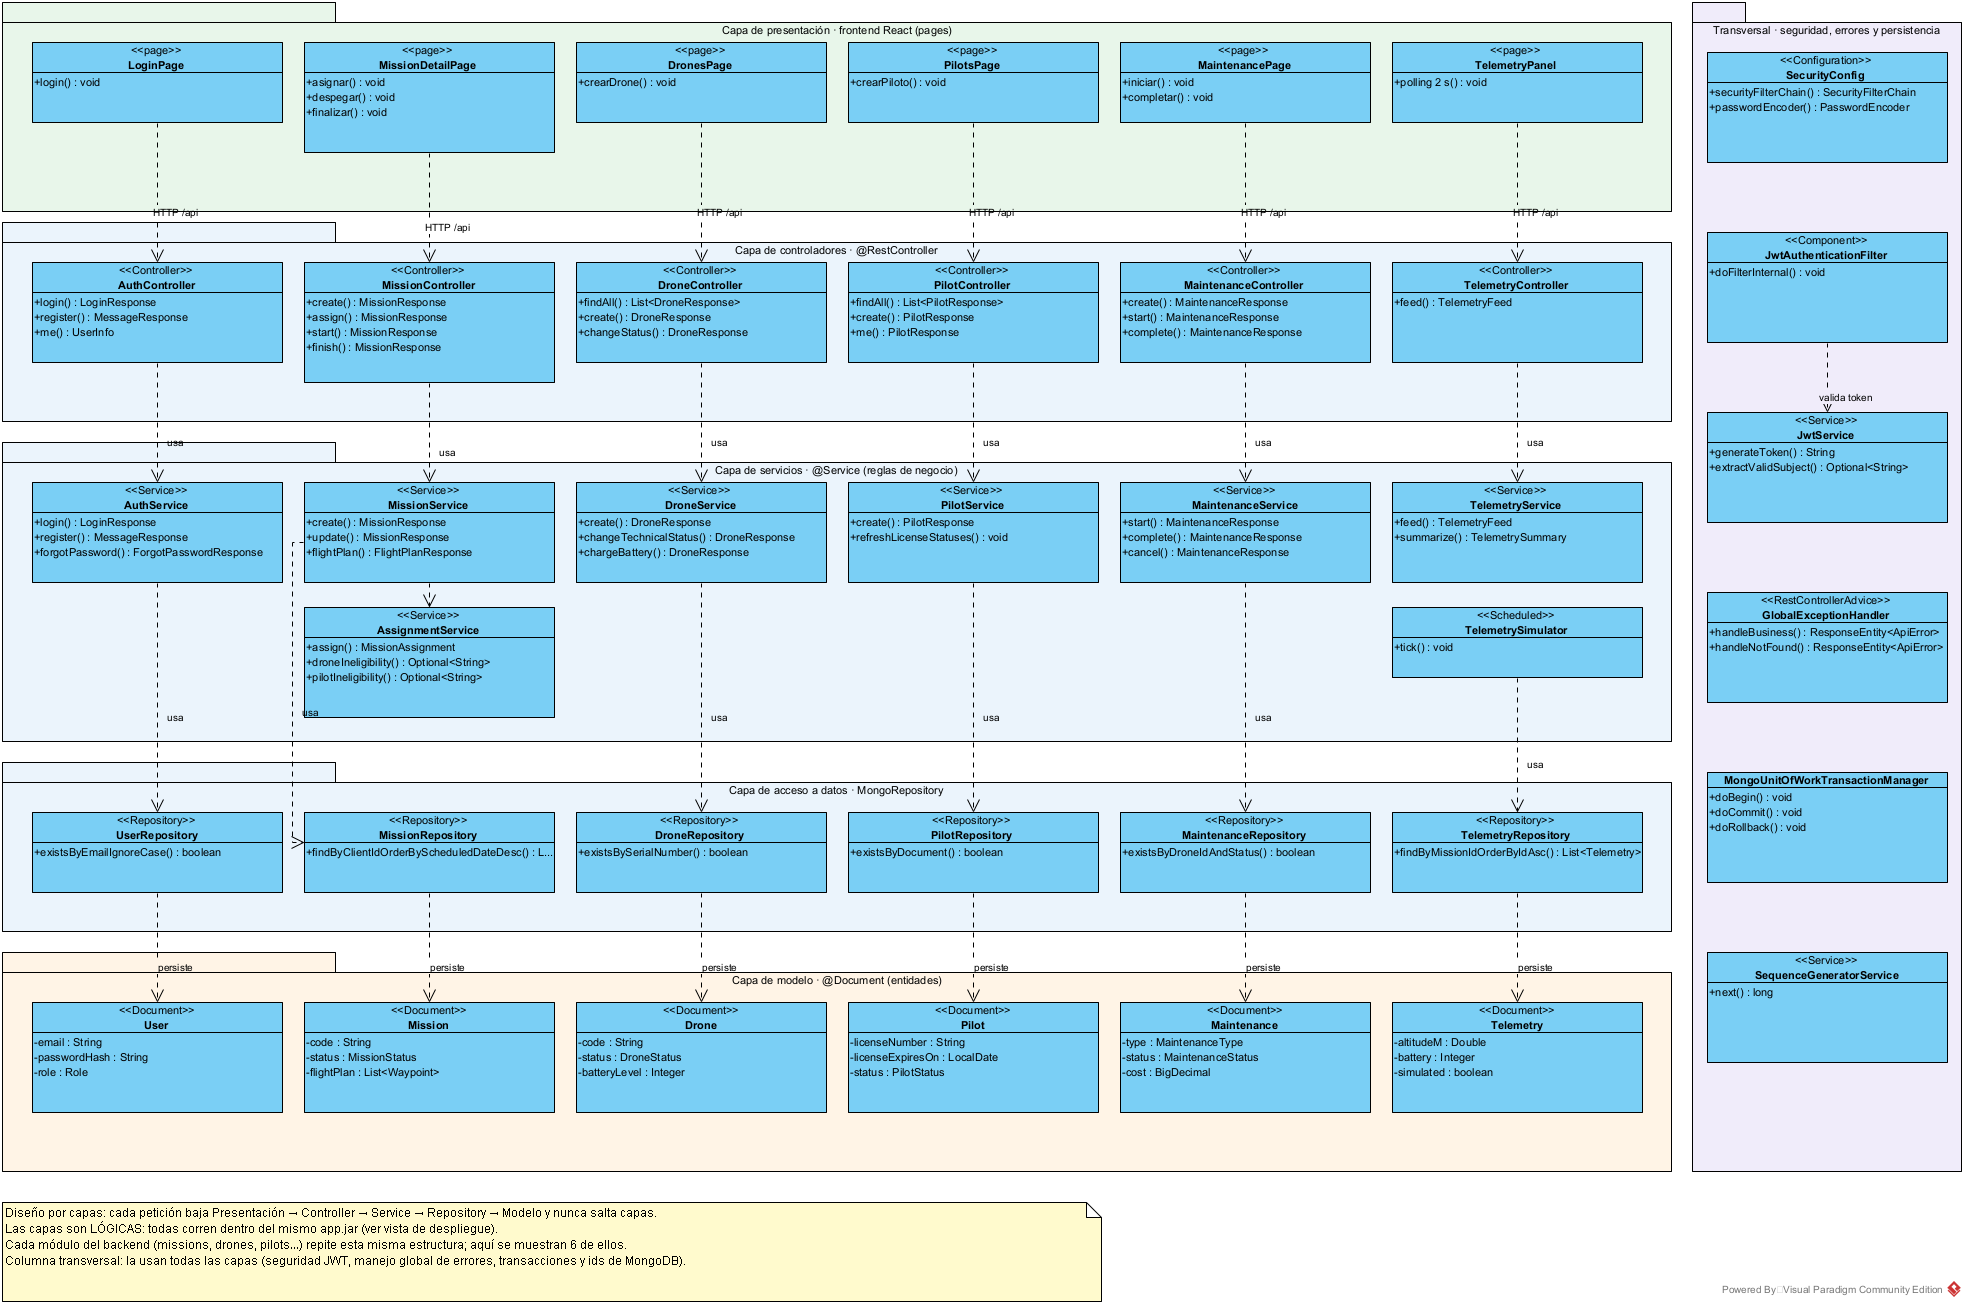 Capa de presentación · frontend React (pages)
<<page>>
LoginPage
+login() : void
<<page>>
MissionDetailPage
+asignar() : void
+despegar() : void
+finalizar() : void
<<page>>
DronesPage
+crearDrone() : void
<<page>>
PilotsPage
+crearPiloto() : void
<<page>>
MaintenancePage
+iniciar() : void
+completar() : void
<<page>>
TelemetryPanel
+polling 2 s() : void
HTTP /api
HTTP /api
HTTP /api
HTTP /api
HTTP /api
HTTP /api
Capa de controladores · @RestController
<<Controller>>
AuthController
+login() : LoginResponse
+register() : MessageResponse
+me() : UserInfo
<<Controller>>
MissionController
+create() : MissionResponse
+assign() : MissionResponse
+start() : MissionResponse
+finish() : MissionResponse
<<Controller>>
DroneController
+findAll() : List<DroneResponse>
+create() : DroneResponse
+changeStatus() : DroneResponse
<<Controller>>
PilotController
+findAll() : List<PilotResponse>
+create() : PilotResponse
+me() : PilotResponse
<<Controller>>
MaintenanceController
+create() : MaintenanceResponse
+start() : MaintenanceResponse
+complete() : MaintenanceResponse
<<Controller>>
TelemetryController
+feed() : TelemetryFeed
usa
usa
usa
usa
usa
usa
Capa de servicios · @Service (reglas de negocio)
<<Service>>
AuthService
+login() : LoginResponse
+register() : MessageResponse
+forgotPassword() : ForgotPasswordResponse
<<Service>>
MissionService
+create() : MissionResponse
+update() : MissionResponse
+flightPlan() : FlightPlanResponse
<<Service>>
DroneService
+create() : DroneResponse
+changeTechnicalStatus() : DroneResponse
+chargeBattery() : DroneResponse
<<Service>>
PilotService
+create() : PilotResponse
+refreshLicenseStatuses() : void
<<Service>>
MaintenanceService
+start() : MaintenanceResponse
+complete() : MaintenanceResponse
+cancel() : MaintenanceResponse
<<Service>>
TelemetryService
+feed() : TelemetryFeed
+summarize() : TelemetrySummary
<<Service>>
AssignmentService
+assign() : MissionAssignment
+droneIneligibility() : Optional<String>
+pilotIneligibility() : Optional<String>
<<Scheduled>>
TelemetrySimulator
+tick() : void
usa
usa
usa
usa
usa
usa
Capa de acceso a datos · MongoRepository
<<Repository>>
UserRepository
+existsByEmailIgnoreCase() : boolean
<<Repository>>
MissionRepository
+findByClientIdOrderByScheduledDateDesc() : L...
<<Repository>>
DroneRepository
+existsBySerialNumber() : boolean
<<Repository>>
PilotRepository
+existsByDocument() : boolean
<<Repository>>
MaintenanceRepository
+existsByDroneIdAndStatus() : boolean
<<Repository>>
TelemetryRepository
+findByMissionIdOrderByIdAsc() : List<Telemetry>
persiste
persiste
persiste
persiste
persiste
persiste
Capa de modelo · @Document (entidades)
<<Document>>
User
-email : String
-passwordHash : String
-role : Role
<<Document>>
Mission
-code : String
-status : MissionStatus
-flightPlan : List<Waypoint>
<<Document>>
Drone
-code : String
-status : DroneStatus
-batteryLevel : Integer
<<Document>>
Pilot
-licenseNumber : String
-licenseExpiresOn : LocalDate
-status : PilotStatus
<<Document>>
Maintenance
-type : MaintenanceType
-status : MaintenanceStatus
-cost : BigDecimal
<<Document>>
Telemetry
-altitudeM : Double
-battery : Integer
-simulated : boolean
Transversal · seguridad, errores y persistencia
<<Configuration>>
SecurityConfig
+securityFilterChain() : SecurityFilterChain
+passwordEncoder() : PasswordEncoder
<<Component>>
JwtAuthenticationFilter
+doFilterInternal() : void
valida token
<<Service>>
JwtService
+generateToken() : String
+extractValidSubject() : Optional<String>
<<RestControllerAdvice>>
GlobalExceptionHandler
+handleBusiness() : ResponseEntity<ApiError>
+handleNotFound() : ResponseEntity<ApiError>
MongoUnitOfWorkTransactionManager
+doBegin() : void
+doCommit() : void
+doRollback() : void
<<Service>>
SequenceGeneratorService
+next() : long
Diseño por capas: cada petición baja Presentación → Controller → Service → Repository → Modelo y nunca salta capas.
Las capas son LÓGICAS: todas corren dentro del mismo app.jar (ver vista de despliegue).
Cada módulo del backend (missions, drones, pilots...) repite esta misma estructura; aquí se muestran 6 de ellos.
Columna transversal: la usan todas las capas (seguridad JWT, manejo global de errores, transacciones y ids de MongoDB).
Powered By Visual Paradigm Community Edition